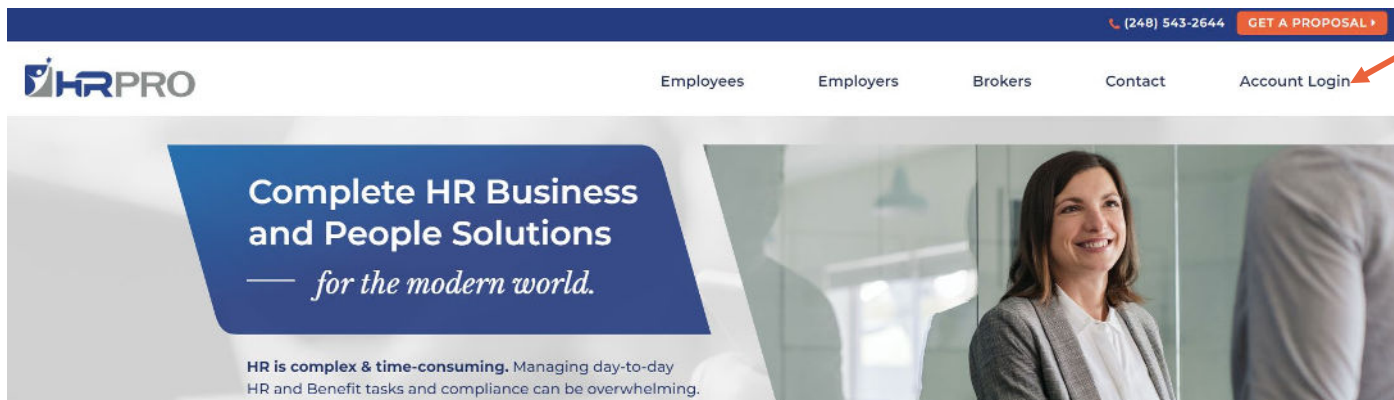 (248) 543-2644 GET A PROPOSAL
HRPRO
Employees Employers Brokers Contact Account Login
Complete HR Business
and People Solutions
— for the modern world.
HR is complex & time-consuming. Managing day-to-day
HR and Benefit tasks and compliance can be overwhelming.